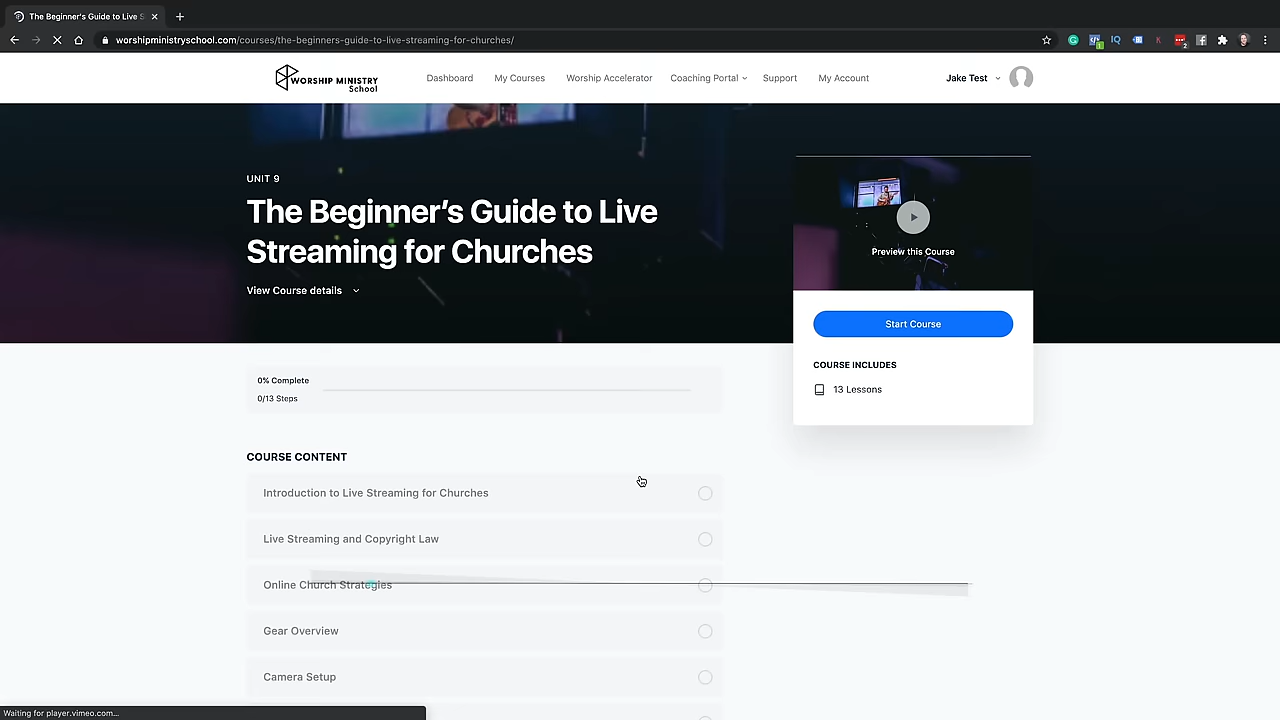 The Beginner's Guide to Live S
worshipministryschool.com/courses/the-beginners-guide-to-live-streaming-for-churches/
WORSHIP MINISTRY
School
Dashboard
My Courses
Worship Accelerator
Coaching Portal
Support
My Account
Jake Test
UNIT 9
The Beginner's Guide to Live
Streaming for Churches
View Course details
Preview this Course
Start Course
COURSE INCLUDES
13 Lessons
0% Complete
0/13 Steps
COURSE CONTENT
Introduction to Live Streaming for Churches
Live Streaming and Copyright Law
Online Church Strategies
Gear Overview
Camera Setup
Waiting for player.vimeo.com...